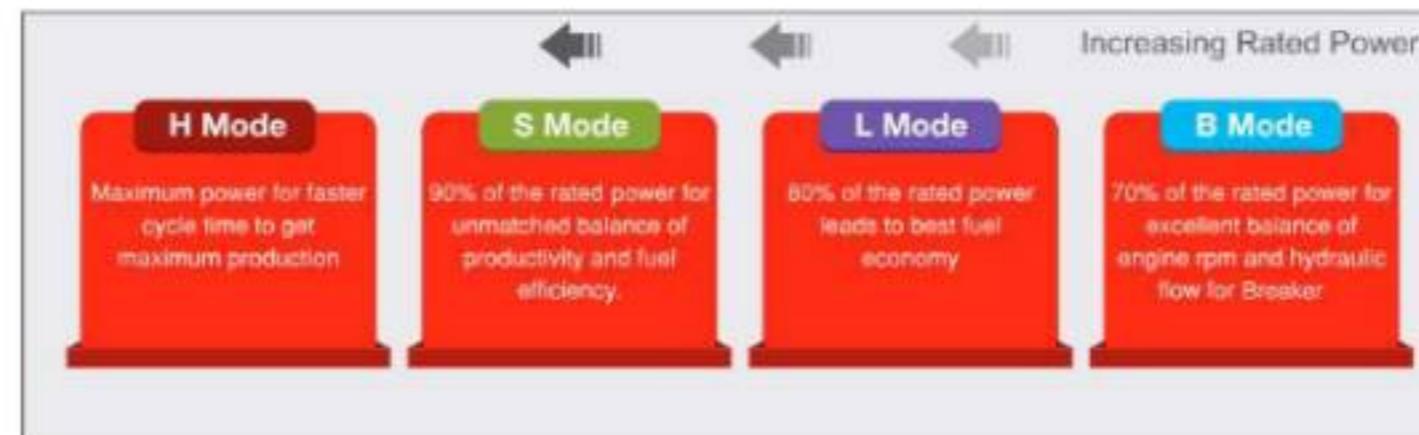 Increasing Rated Power
H Mode
Maximum power for faster
cycle time to get
maximum production
S Mode
90% of the rated power for
unmatched balance of
productivity and fuel
efficiency.
L Mode
80% of the rated power
leads to best fuel
economy
B Mode
70% of the rated power for
excellent balance of
engine rpm and hydraulic
flow for Breaker